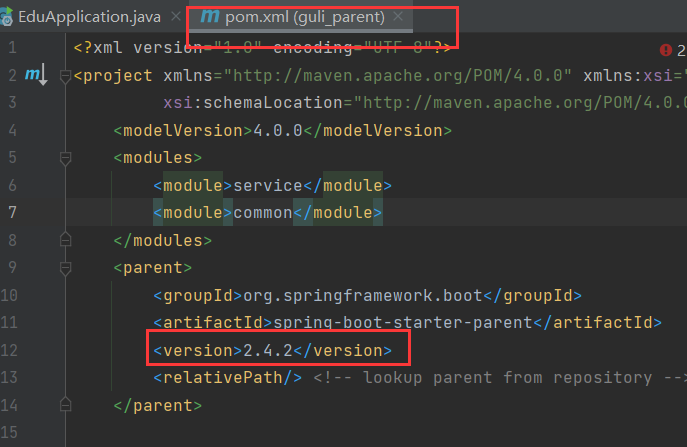 EduApplication.java pom.xml (guli_parent)
1 <?xml version="1.0" encoding="UTF-8"?> 2
2 <project xmlns="http://maven.apache.org/POM/4.0.0" xmlns:xsi="
3 xsi:schemaLocation="http://maven.apache.org/POM/4.0.0
4 <modelVersion>4.0.0</modelVersion>
5 <modules>
6 <module>service</module>
7 <module>common</module>
8 </modules>
9 <parent>
10 <groupId>org.springframework.boot</groupId>
11 <artifactId>spring-boot-starter-parent</artifactId>
12 <version>2.4.2</version>
13 <relativePath/> <!-- lookup parent from repository -->
14 </parent>
15